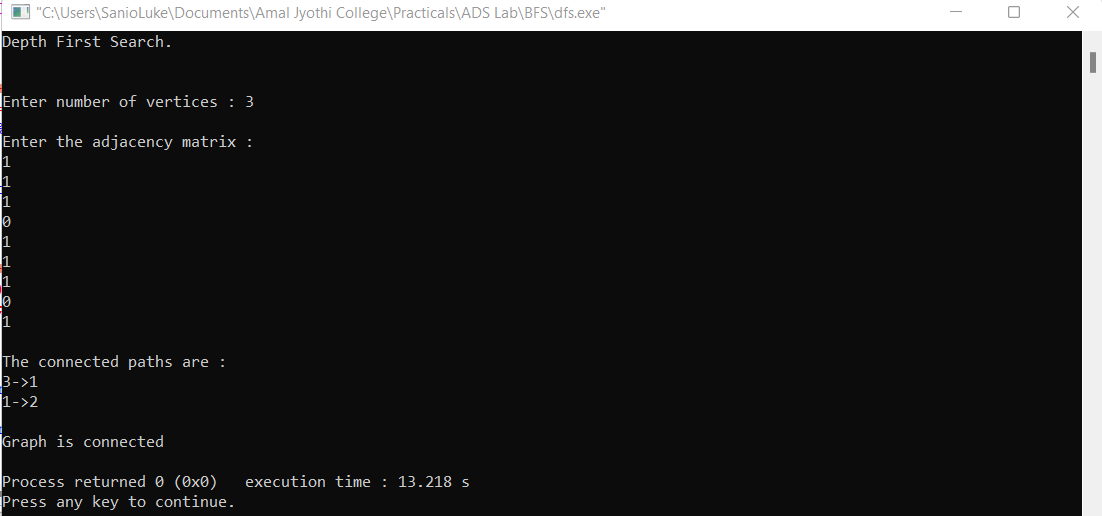 "C:\Users\SanioLuke\Documents\Amal Jyothi College\Practicals\ADS Lab\BFS\dfs.exe"
Depth First Search.
Enter number of vertices : 3
Enter the adjacency matrix :
1
1
1
0
1
1
1
0
1
The connected paths are :
3->1
1->2
Graph is connected
Process returned 0 (0x0)   execution time : 13.218 s
Press any key to continue.